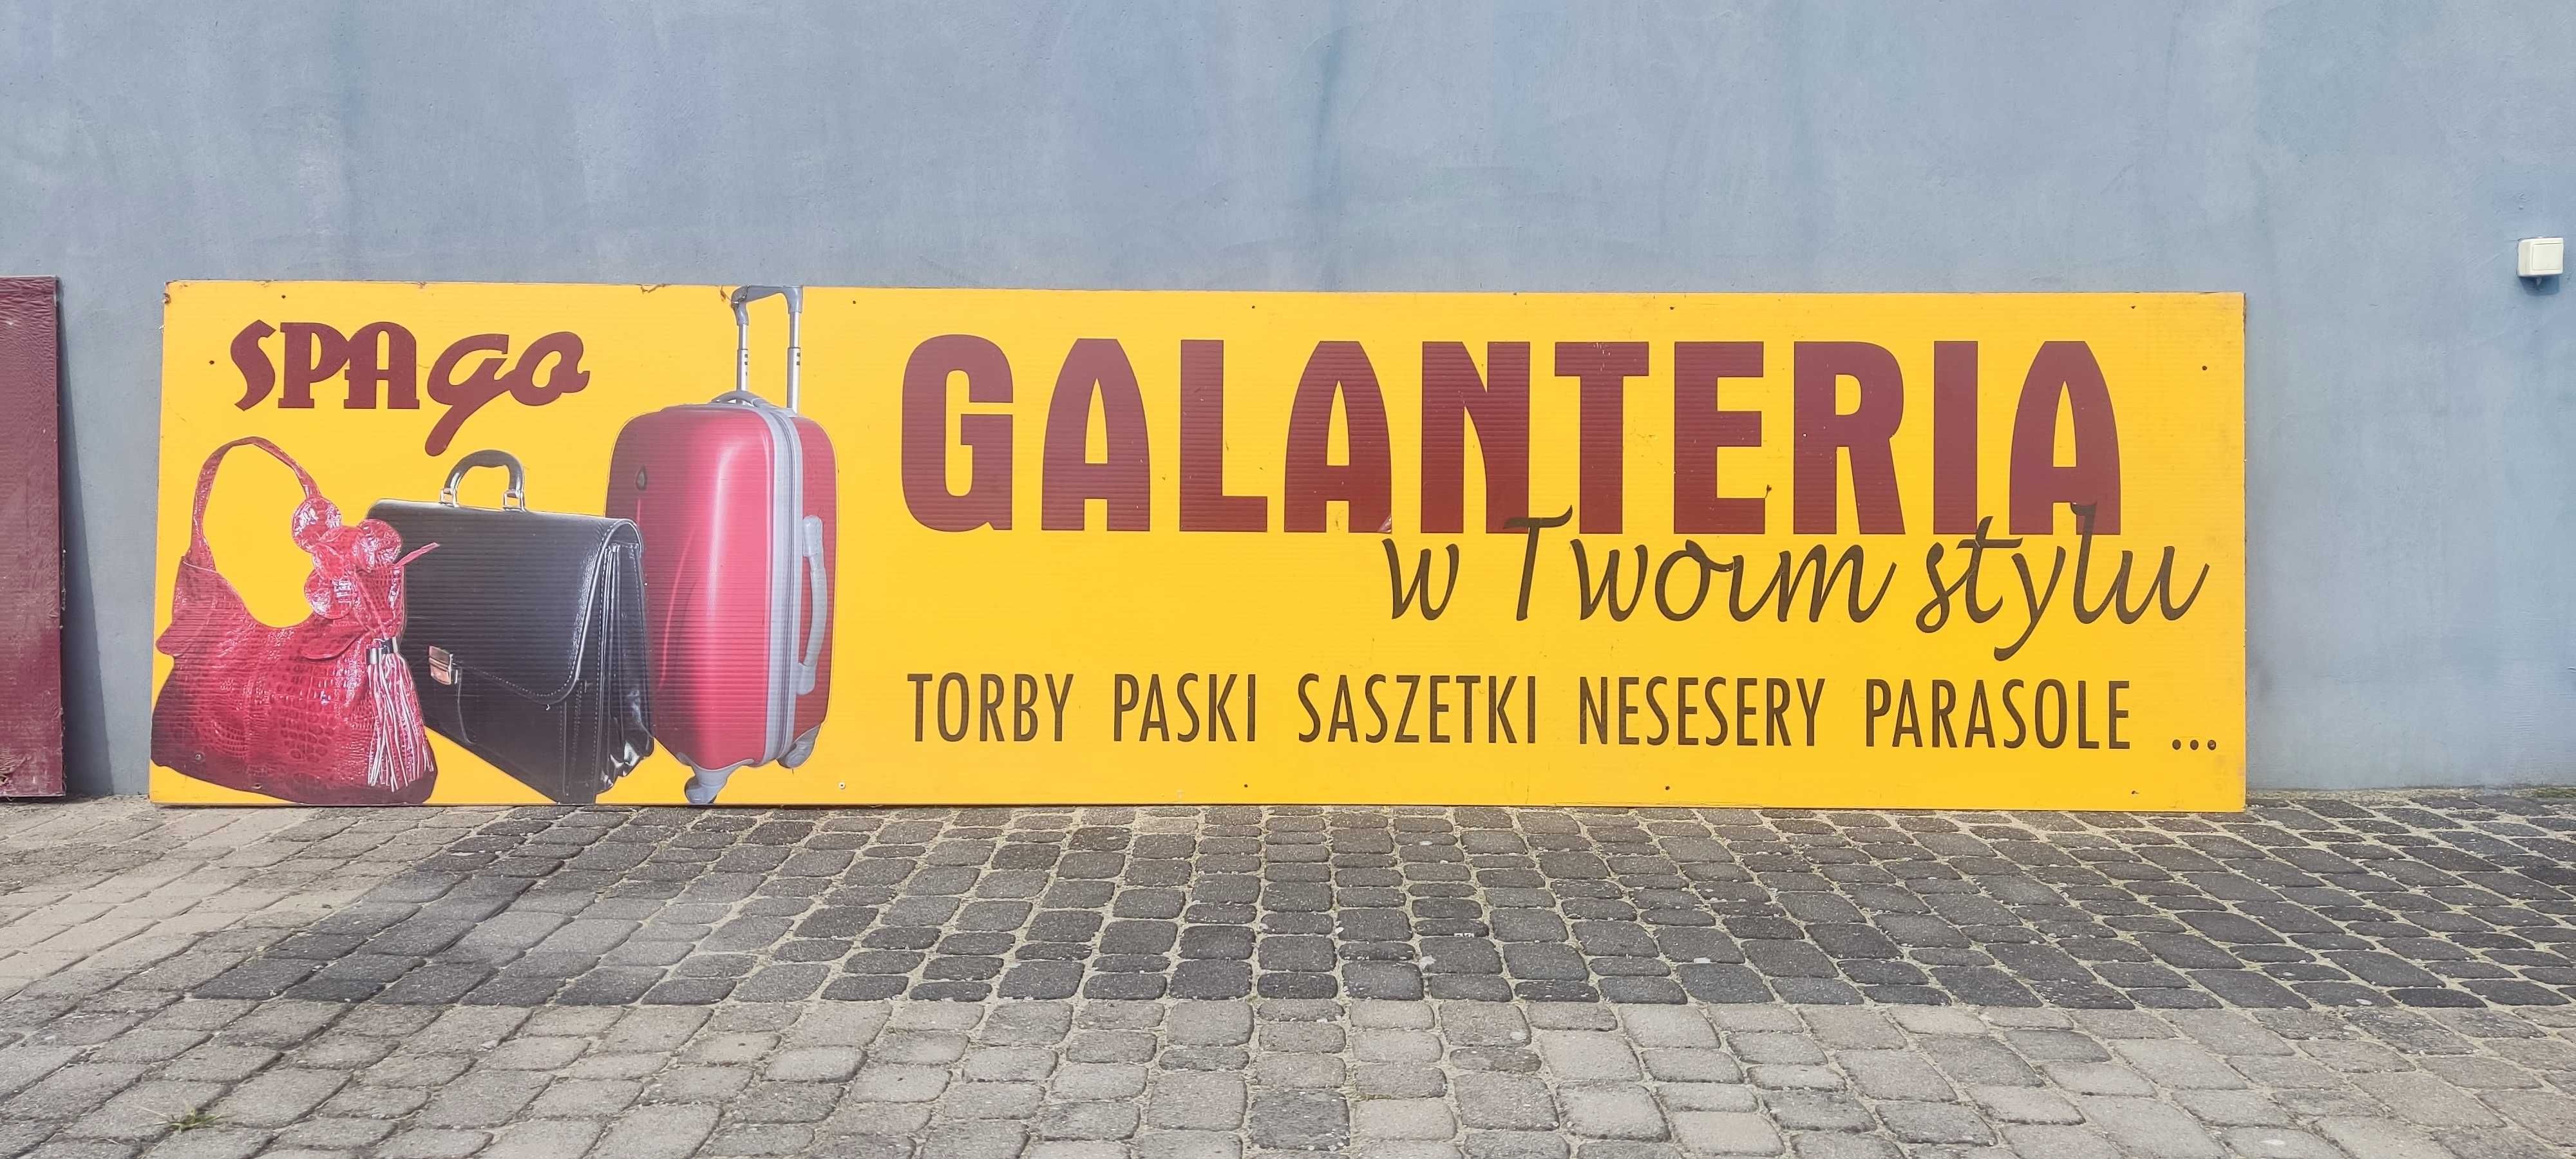 SPAgo
GALANTERIA
w Twoim stylu
TORBY PASKI SASZETKI NESESERY PARASOLE ...